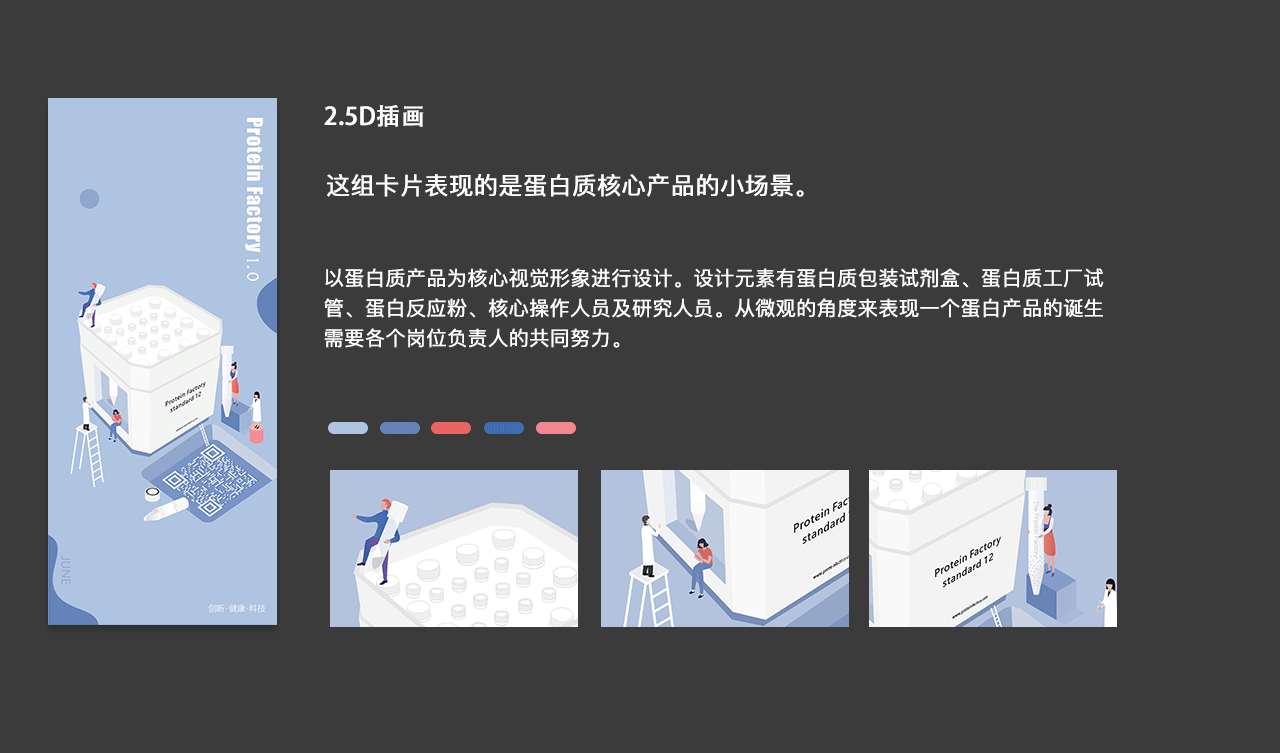 Protein Factory 1.0
Protein Factory
standard 12
JUNE
创新·健康·科技
2.5D插画
这组卡片表现的是蛋白质核心产品的小场景。
以蛋白质产品为核心视觉形象进行设计。设计元素有蛋白质包装试剂盒、蛋白质工厂试
管、蛋白反应粉、核心操作人员及研究人员。从微观的角度来表现一个蛋白产品的诞生
需要各个岗位负责人的共同努力。
Protein Fac
standard
Protein Factory
standard 12